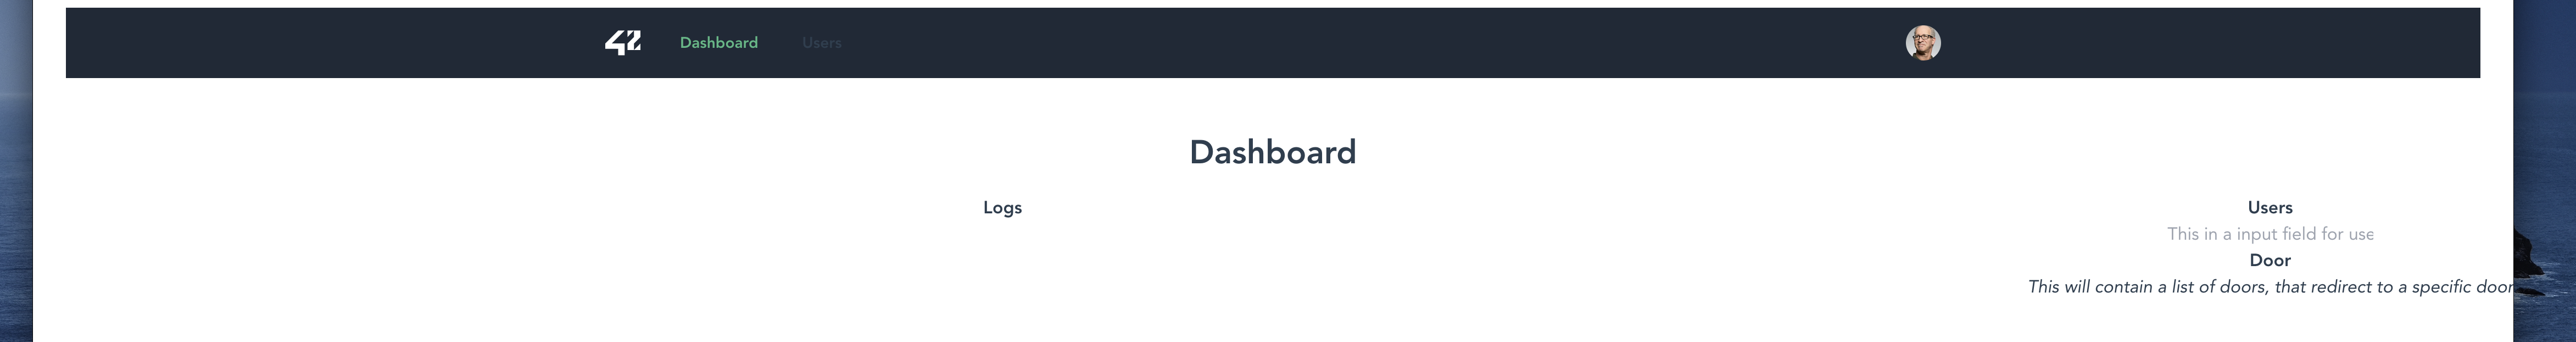 42 Dashboard Users
Dashboard
Logs
Users
This in a input field for use
Door
This will contain a list of doors, that redirect to a specific door